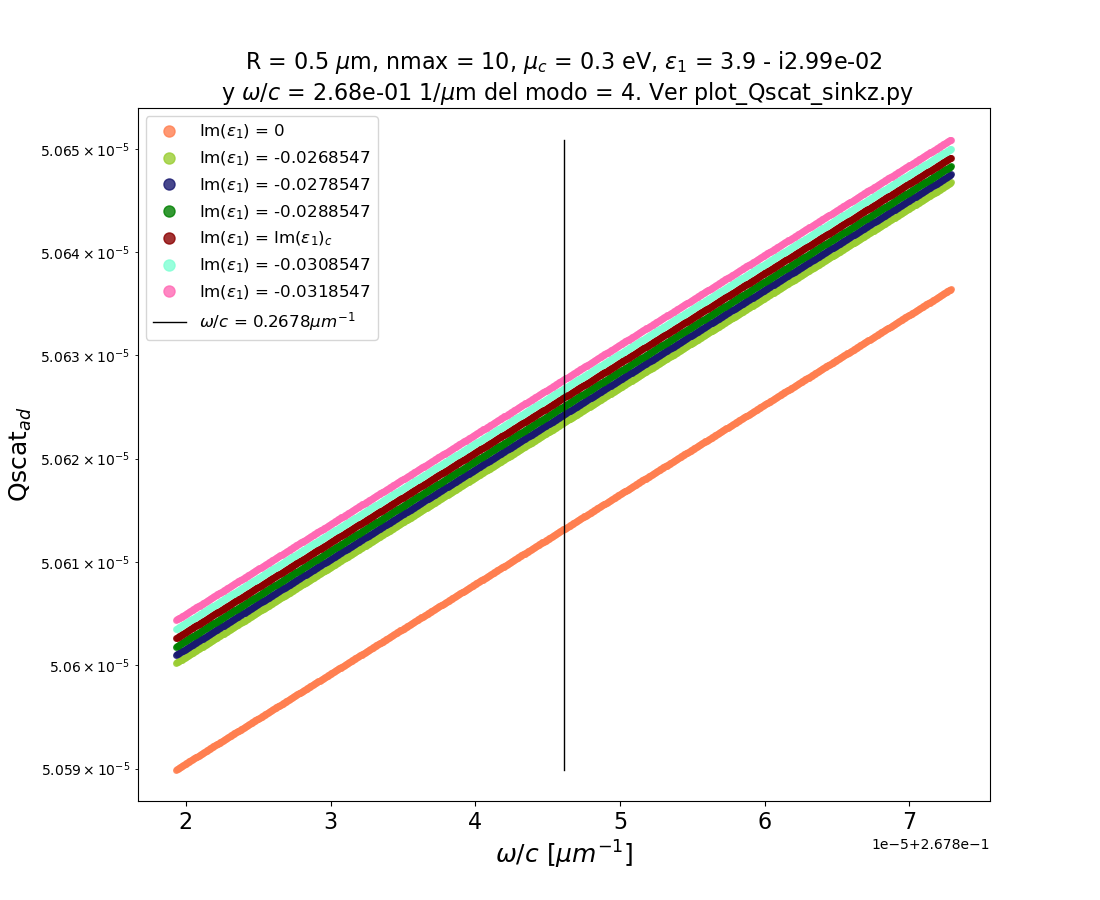 R = 0.5 μm, nmax = 10, μ_c = 0.3 eV, ε₁ = 3.9 - i2.99e-02
y ω/c = 2.68e-01 1/μm del modo = 4. Ver plot_Qscat_sinkz.py
Im(ε₁) = 0
Im(ε₁) = -0.0268547
Im(ε₁) = -0.0278547
Im(ε₁) = -0.0288547
Im(ε₁) = Im(ε₁)_c
Im(ε₁) = -0.0308547
Im(ε₁) = -0.0318547
ω/c = 0.2678μm⁻¹
5.065 × 10⁻⁵
5.064 × 10⁻⁵
5.063 × 10⁻⁵
5.062 × 10⁻⁵
5.061 × 10⁻⁵
5.06 × 10⁻⁵
5.059 × 10⁻⁵
Qscat_ad
2 3 4 5 6 7
1e−5+2.678e−1
ω/c [μm⁻¹]